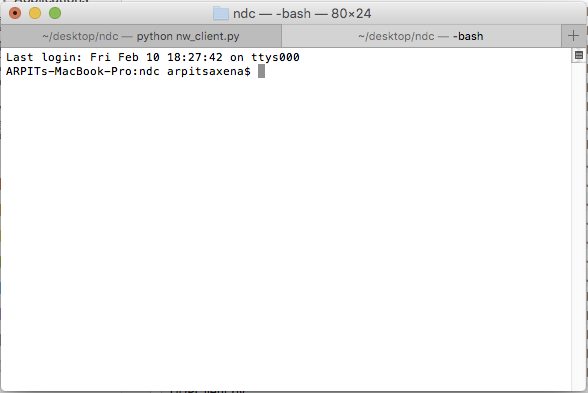 ndc — -bash — 80×24
~/desktop/ndc — python nw_client.py
~/desktop/ndc — -bash
+
Last login: Fri Feb 10 18:27:42 on ttys000
ARPITs-MacBook-Pro:ndc arpitsaxena$